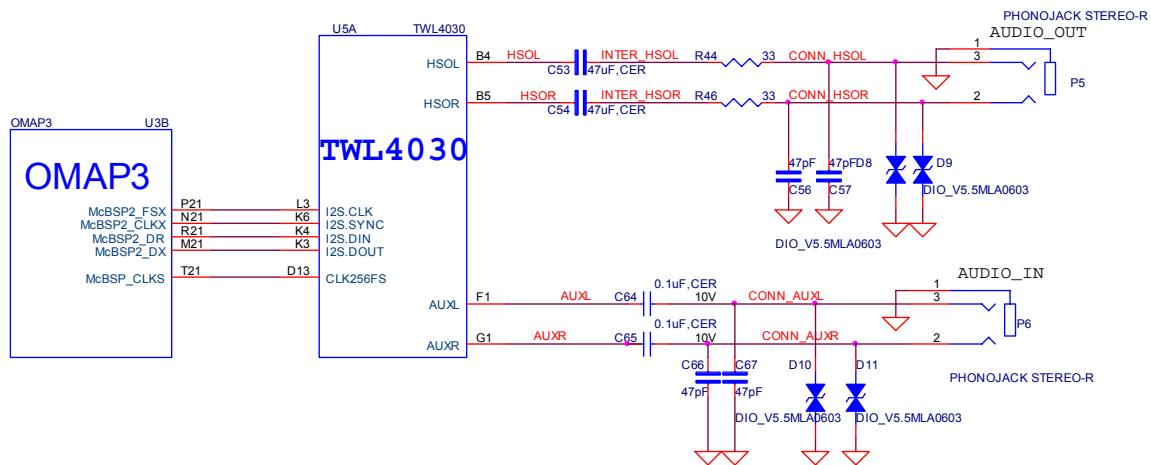 PHONOJACK STEREO-R
U5A TWL4030
AUDIO_OUT
B4 HSOL INTER_HSOL R44 33 CONN_HSOL 1
HSOL 3
C53 47uF,CER P5
B5 HSOR INTER_HSOR R46 33 CONN_HSOR 2
HSOR
C54 47uF,CER
OMAP3 U3B
TWL4030
OMAP3
47pF 47pF D8 D9
C56 C57 DIO_V5.5MLA0603
McBSP2_FSX P21 L3 I2S.CLK
McBSP2_CLKX N21 K6 I2S.SYNC
McBSP2_DR R21 K4 I2S.DIN
McBSP2_DX M21 K3 I2S.DOUT
DIO_V5.5MLA0603
McBSP_CLKS T21 D13 CLK256FS
AUDIO_IN
0.1uF,CER 1
AUXL F1 AUXL C64 10V CONN_AUXL 3
0.1uF,CER P6
AUXR G1 AUXR C65 10V CONN_AUXR 2
C66 C67 D10 D11
PHONOJACK STEREO-R
47pF 47pF
DIO_V5.5MLA0603 DIO_V5.5MLA0603